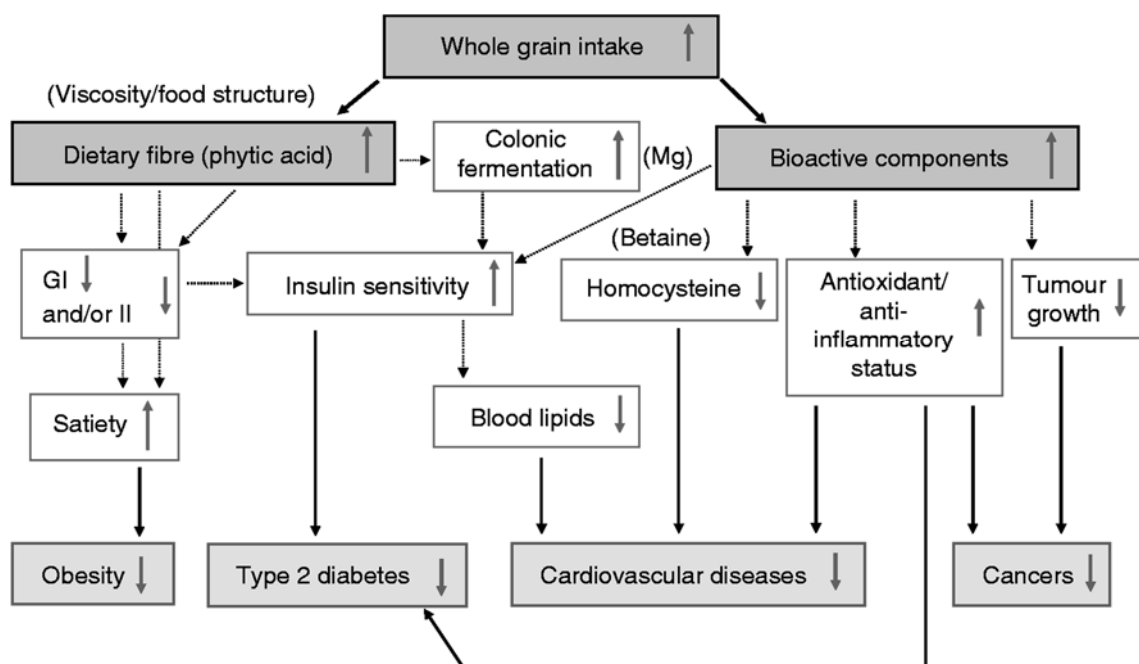 Whole grain intake
(Viscosity/food structure)
Dietary fibre (phytic acid)
Colonic
fermentation
(Mg)
Bioactive components
GI
and/or II
Insulin sensitivity
(Betaine)
Homocysteine
Antioxidant/
anti-
inflammatory
status
Tumour
growth
Satiety
Blood lipids
Obesity
Type 2 diabetes
Cardiovascular diseases
Cancers